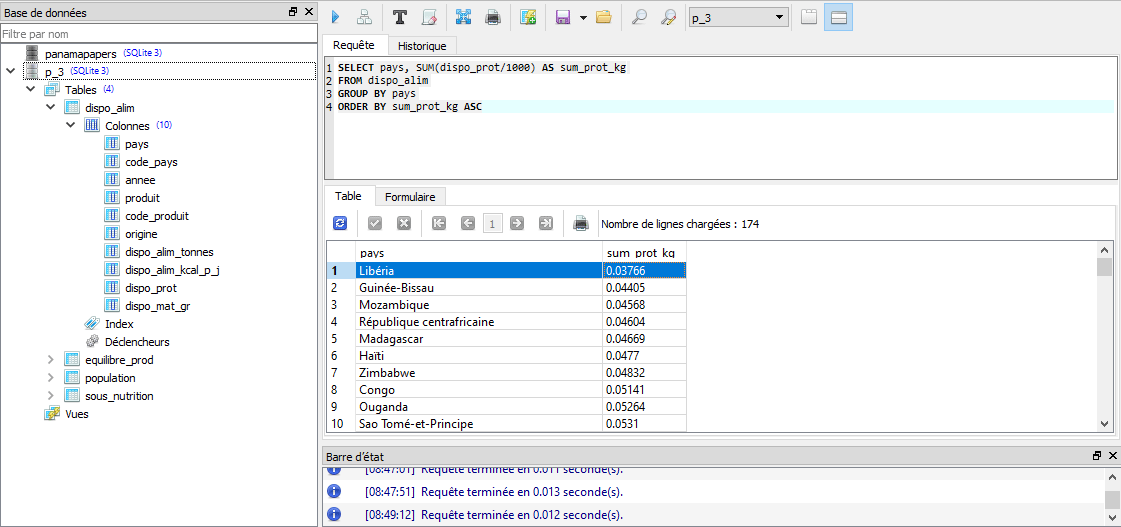 Base de données
Filtre par nom
panamapapers (SQLite 3)
p_3 (SQLite 3)
Tables (4)
dispo_alim
Colonnes (10)
pays
code_pays
annee
produit
code_produit
origine
dispo_alim_tonnes
dispo_alim_kcal_p_j
dispo_prot
dispo_mat_gr
Index
Déclencheurs
equilibre_prod
population
sous_nutrition
Vues
p_3
Requête Historique
1 SELECT pays, SUM(dispo_prot/1000) AS sum_prot_kg
2 FROM dispo_alim
3 GROUP BY pays
4 ORDER BY sum_prot_kg ASC
Table Formulaire
1 Nombre de lignes chargées : 174
pays sum_prot_kg
1 Libéria 0.03766
2 Guinée-Bissau 0.04405
3 Mozambique 0.04568
4 République centrafricaine 0.04604
5 Madagascar 0.04669
6 Haïti 0.0477
7 Zimbabwe 0.04832
8 Congo 0.05141
9 Ouganda 0.05264
10 Sao Tomé-et-Principe 0.0531
Barre d'état
[08:47:01] Requête terminée en 0.011 seconde(s).
[08:47:51] Requête terminée en 0.013 seconde(s).
[08:49:12] Requête terminée en 0.012 seconde(s).